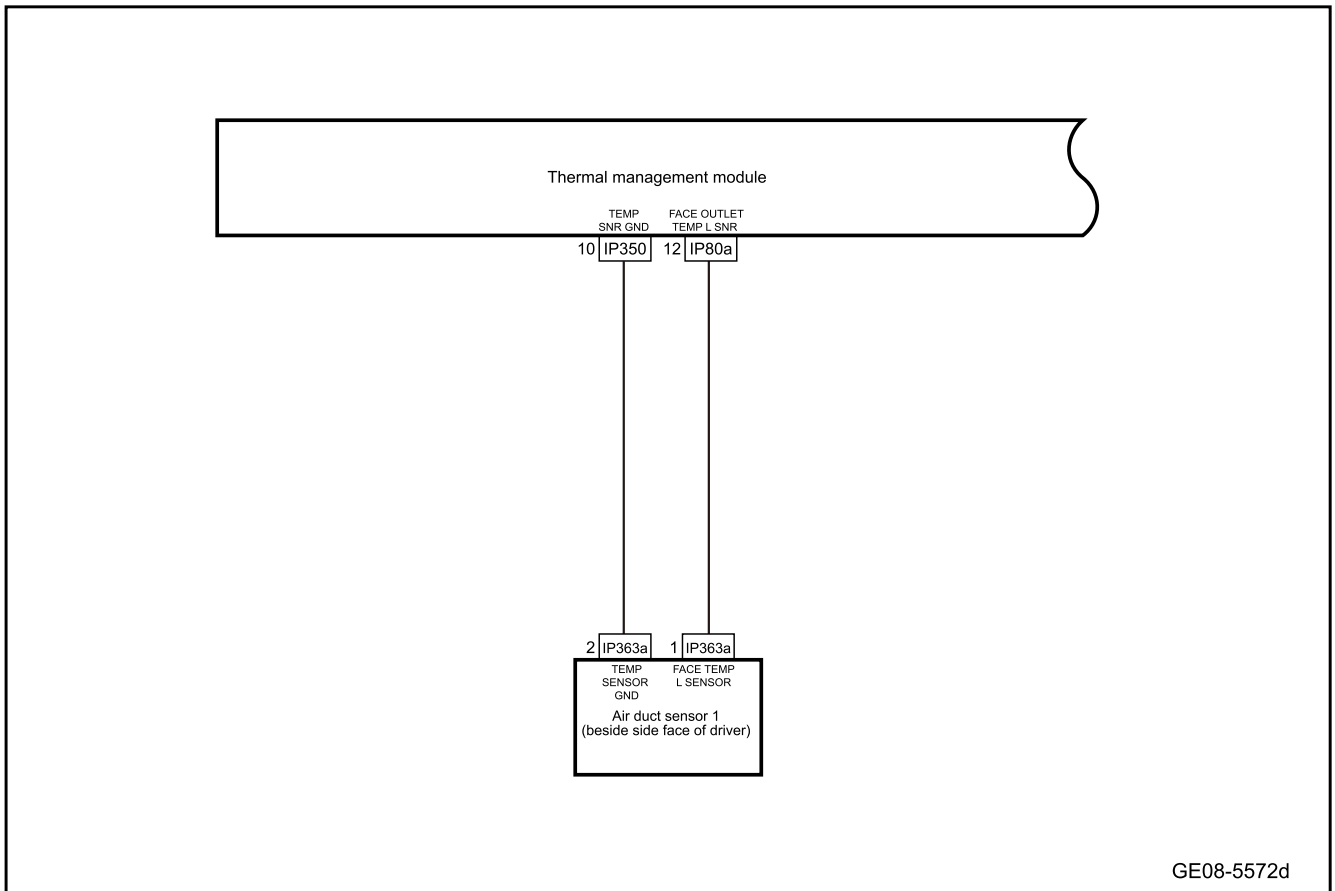 Thermal management module
TEMP
SNR GND
FACE OUTLET
TEMP L SNR
10 IP350
12 IP80a
2 IP363a
1 IP363a
TEMP
SENSOR
GND
FACE TEMP
L SENSOR
Air duct sensor 1
(beside side face of driver)
GE08-5572d